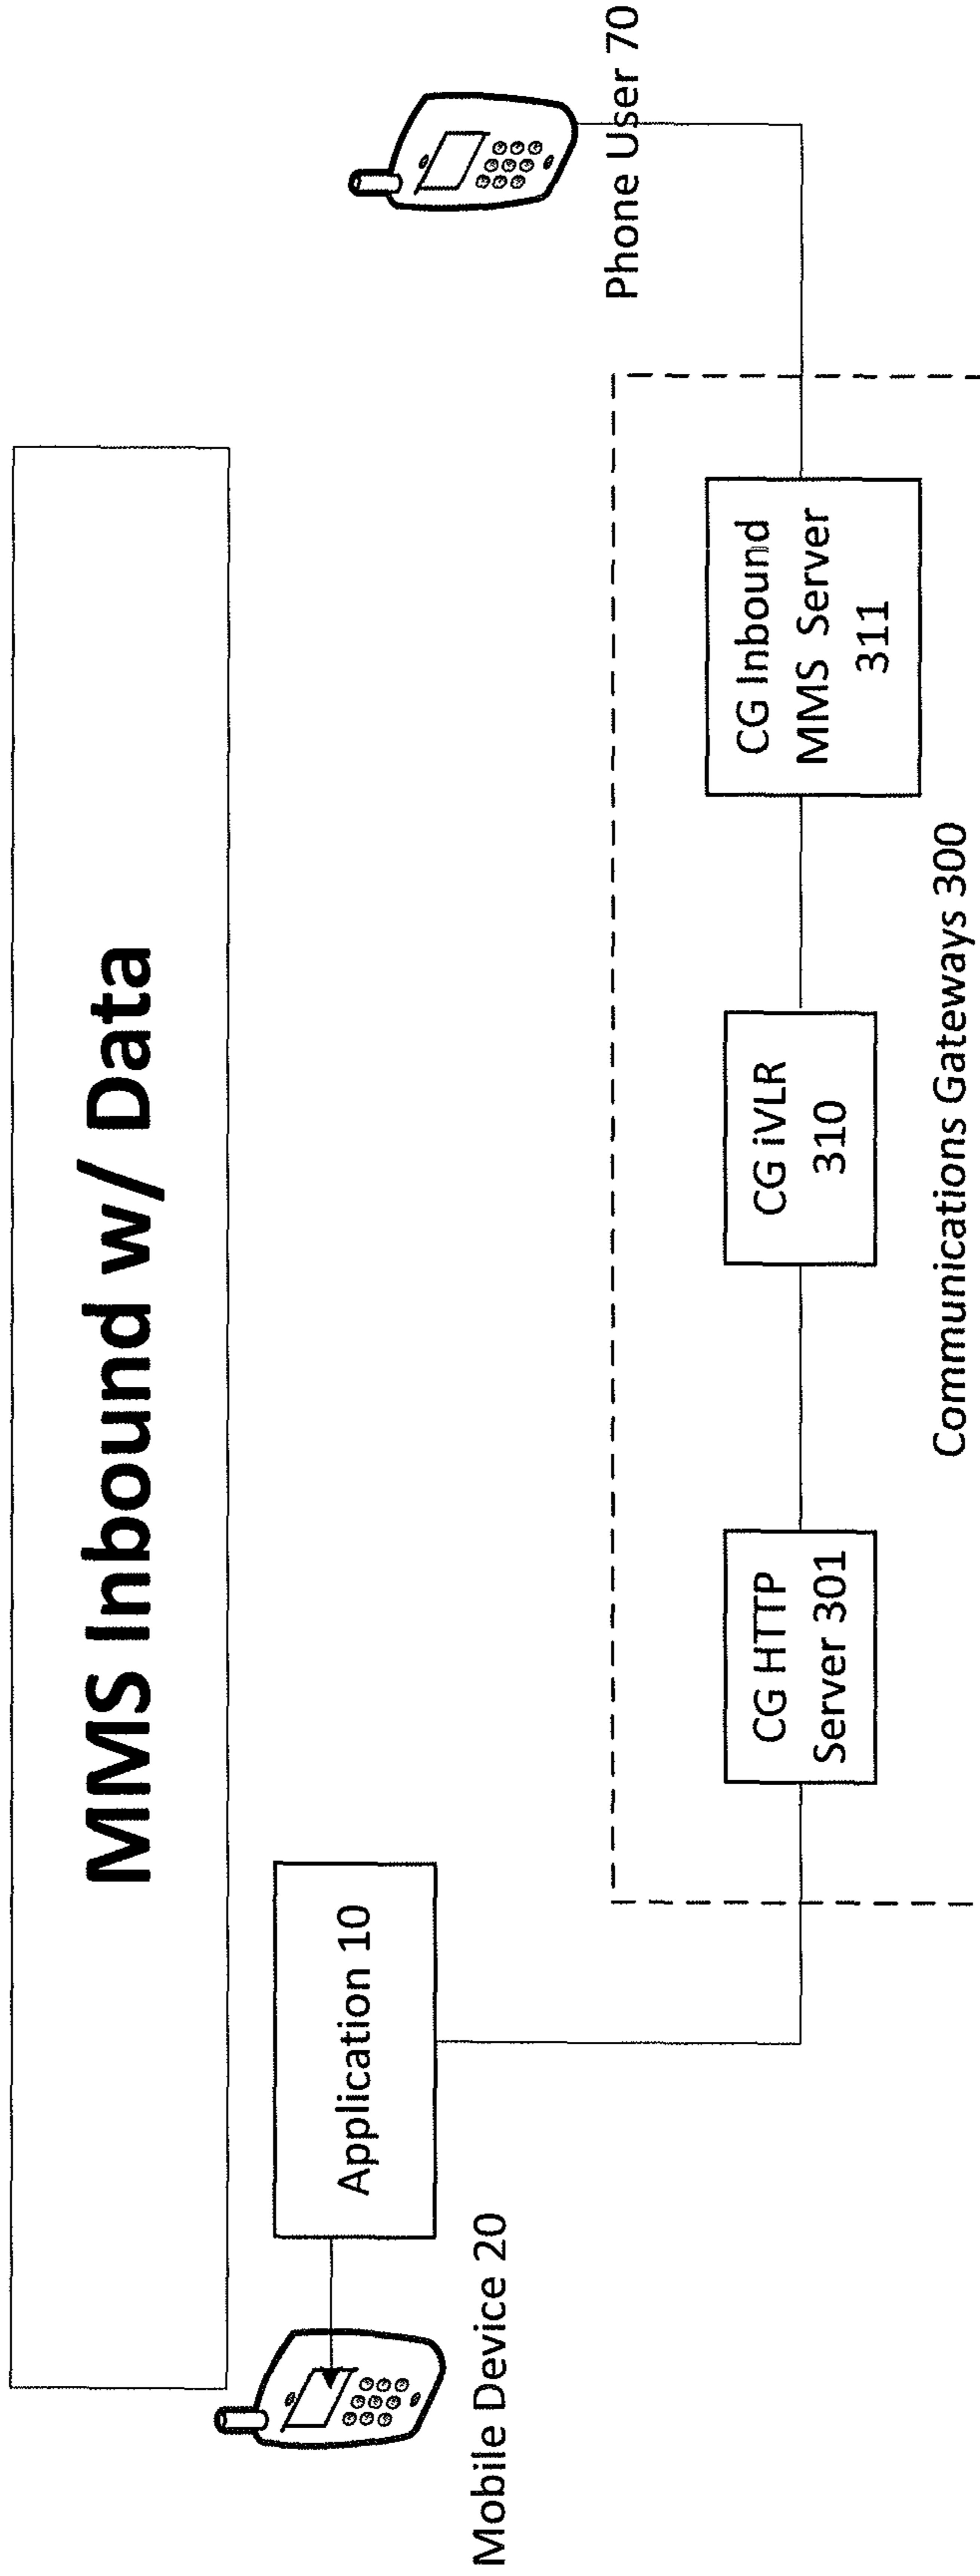 MMS Inbound w/ Data
Application 10
Mobile Device 20
Phone User 70
CG HTTP
Server 301
CG iVLR
310
CG Inbound
MMS Server
311
Communications Gateways 300